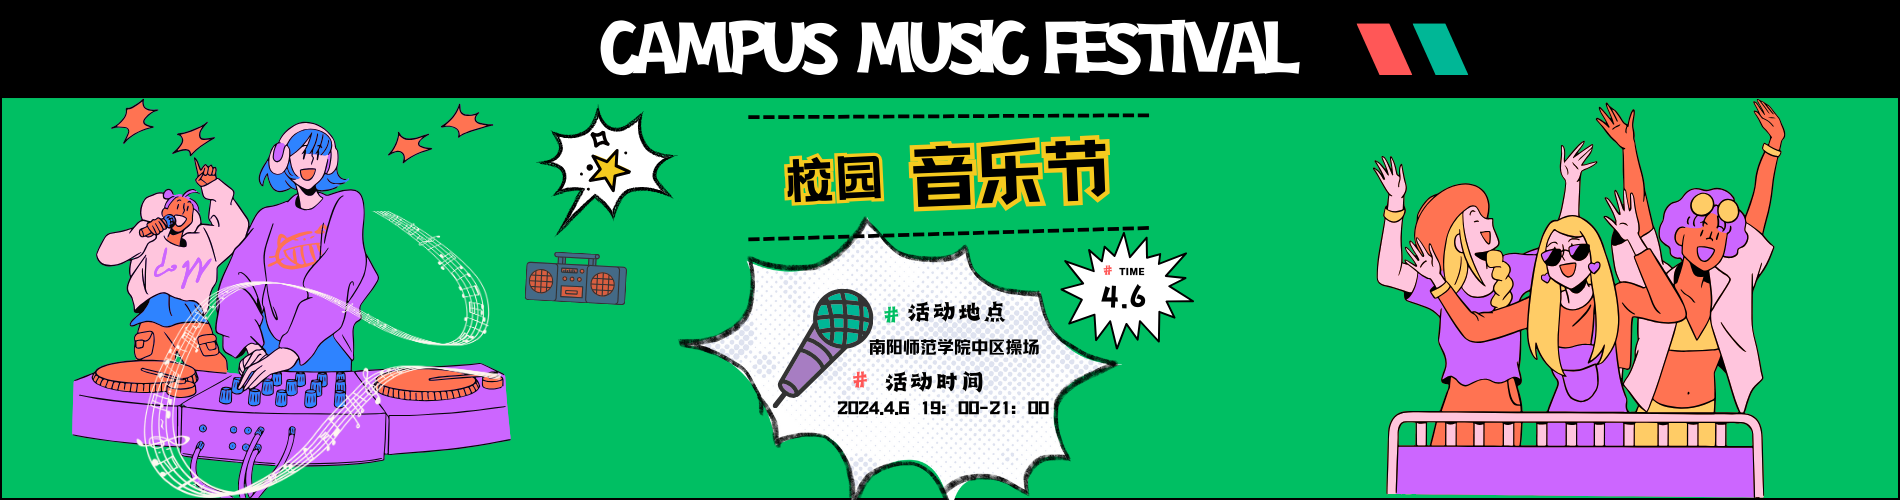 CAMPUS MUSIC FESTIVAL
校园 音乐节
# TIME
4.6
# 活动地点
南阳师范学院中区操场
# 活动时间
2024.4.6 19：00-21：00